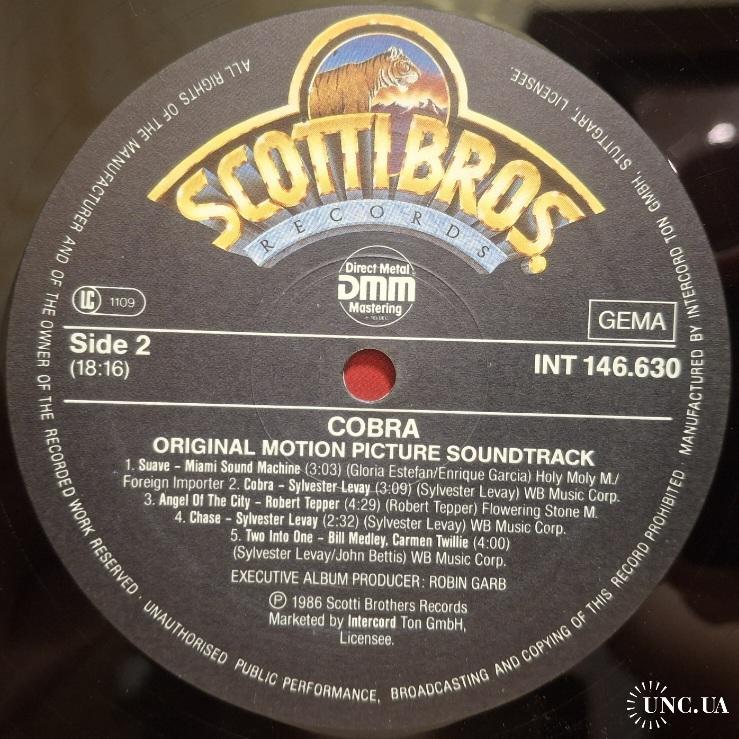 SCOTTI BROS.
RECORDS
Direct Metal
DMM
Mastering
LC 1109
GEMA
Side 2
(18:16)
INT 146.630
COBRA
ORIGINAL MOTION PICTURE SOUNDTRACK
1. Suave – Miami Sound Machine (3:03) (Gloria Estefan/Enrique Garcia) Holy Moly M./
Foreign Importer 2. Cobra – Sylvester Levay (3:09) (Sylvester Levay) WB Music Corp.
3. Angel Of The City – Robert Tepper (4:29) (Robert Tepper) Flowering Stone M.
4. Chase – Sylvester Levay (2:32) (Sylvester Levay) WB Music Corp.
5. Two Into One – Bill Medley, Carmen Twillie (4:00)
(Sylvester Levay/John Bettis) WB Music Corp.
EXECUTIVE ALBUM PRODUCER: ROBIN GARB
Ⓟ 1986 Scotti Brothers Records
Marketed by Intercord Ton GmbH,
Licensee.
ALL RIGHTS OF THE MANUFACTURER AND OF THE OWNER OF THE RECORDED WORK RESERVED · UNAUTHORISED PUBLIC PERFORMANCE, BROADCASTING AND COPYING OF THIS RECORD PROHIBITED · MANUFACTURED BY INTERCORD TON GMBH, STUTTGART, LICENSEE.
UNC.UA